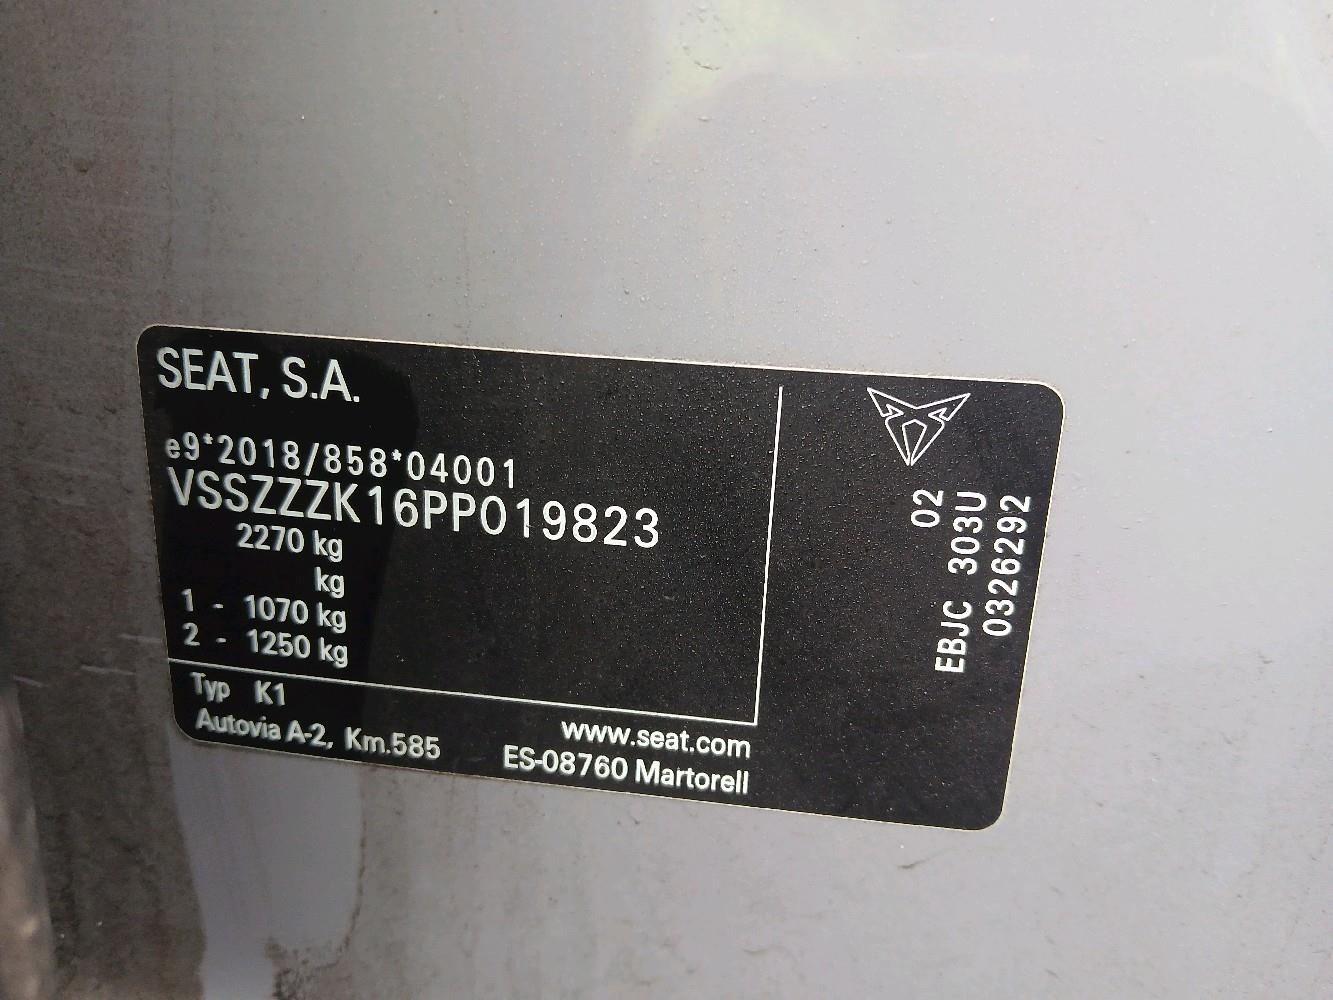 SEAT, S.A.
e9*2018/858*04001
VSSZZZK16PP019823
2270 kg
kg
1 - 1070 kg
2 - 1250 kg
Typ K1
Autovia A-2, Km.585
www.seat.com
ES-08760 Martorell
02
EBJC 303U
0326292